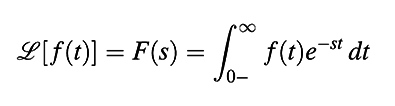 ℒ[f(t)] = F(s) = ∫₀₋^∞ f(t)e^{−st} dt